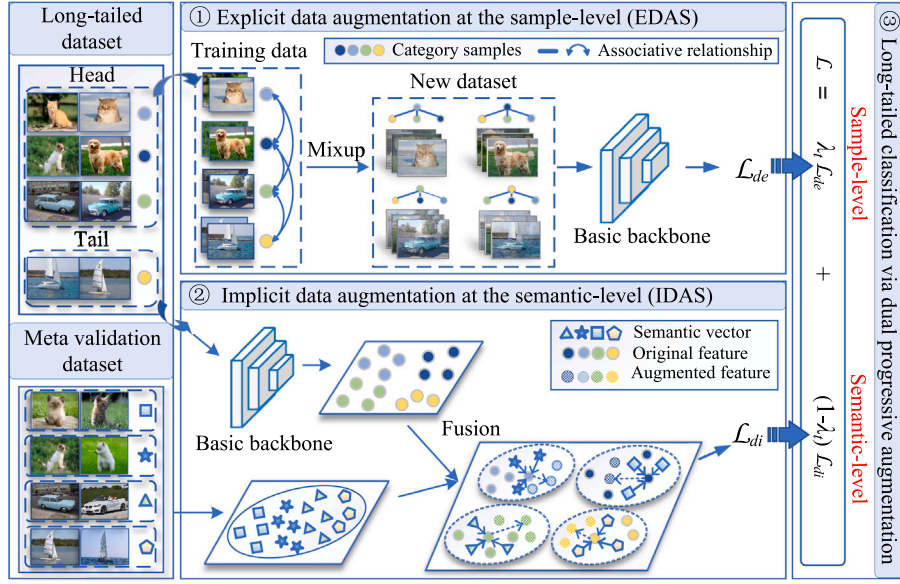 Long-tailed
dataset
Head
Tail
Meta validation
dataset
① Explicit data augmentation at the sample-level (EDAS)
Training data
Category samples
Associative relationship
New dataset
Mixup
Basic backbone
ℒde
② Implicit data augmentation at the semantic-level (IDAS)
Semantic vector
Original feature
Augmented feature
Basic backbone
Fusion
ℒdi
ℒ = λt ℒde + (1-λt) ℒdi
Sample-level
Semantic-level
③ Long-tailed classification via dual progressive augmentation